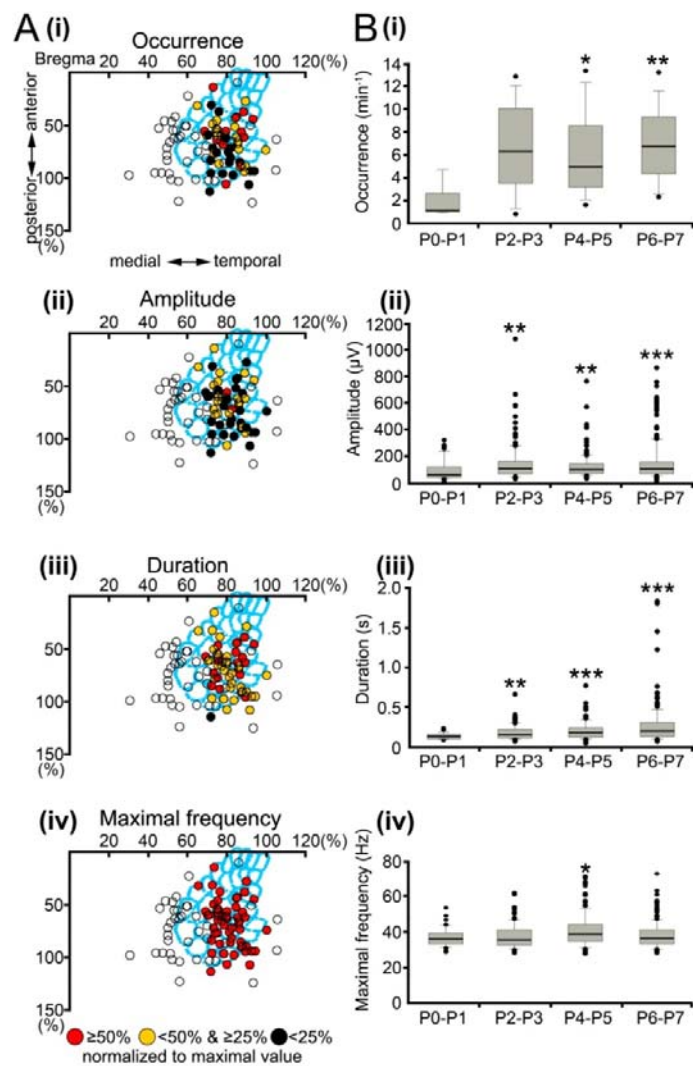 A (i)
Occurrence
Bregma 20 40 60 80 100 120(%)
anterior
posterior
50
100
150
(%)
medial temporal
(ii)
Amplitude
20 40 60 80 100 120(%)
50
100
150
(%)
(iii)
Duration
20 40 60 80 100 120(%)
50
100
150
(%)
(iv)
Maximal frequency
20 40 60 80 100 120(%)
50
100
150
(%)
≥50% <50% & ≥25% <25%
normalized to maximal value
B (i)
Occurrence (min⁻¹)
14
12
10
8
6
4
2
0
* **
P0-P1 P2-P3 P4-P5 P6-P7
(ii)
Amplitude (μV)
1200
1000
800
600
400
200
0
** ** ***
P0-P1 P2-P3 P4-P5 P6-P7
(iii)
Duration (s)
2.0
1.5
1.0
0.5
0
** *** ***
P0-P1 P2-P3 P4-P5 P6-P7
(iv)
Maximal frequency (Hz)
80
60
40
20
0
*
P0-P1 P2-P3 P4-P5 P6-P7